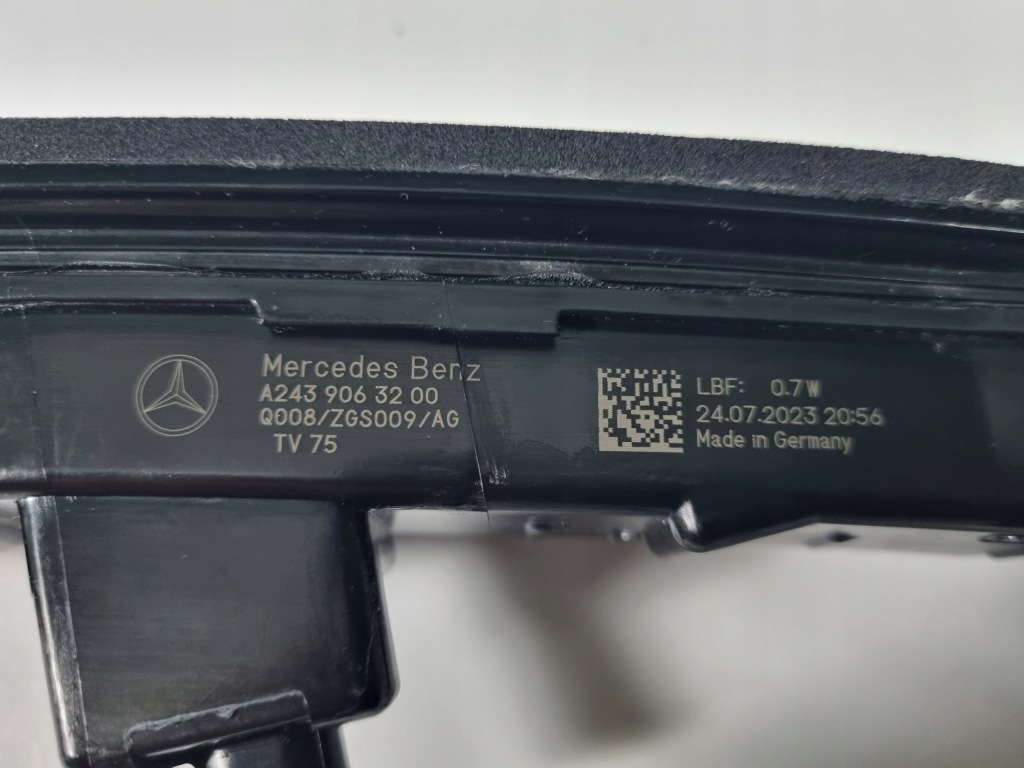 Mercedes Benz
A243 906 32 00
Q008/ZGS009/AG
TV 75
LBF: 0.7W
24.07.2023 20:56
Made in Germany